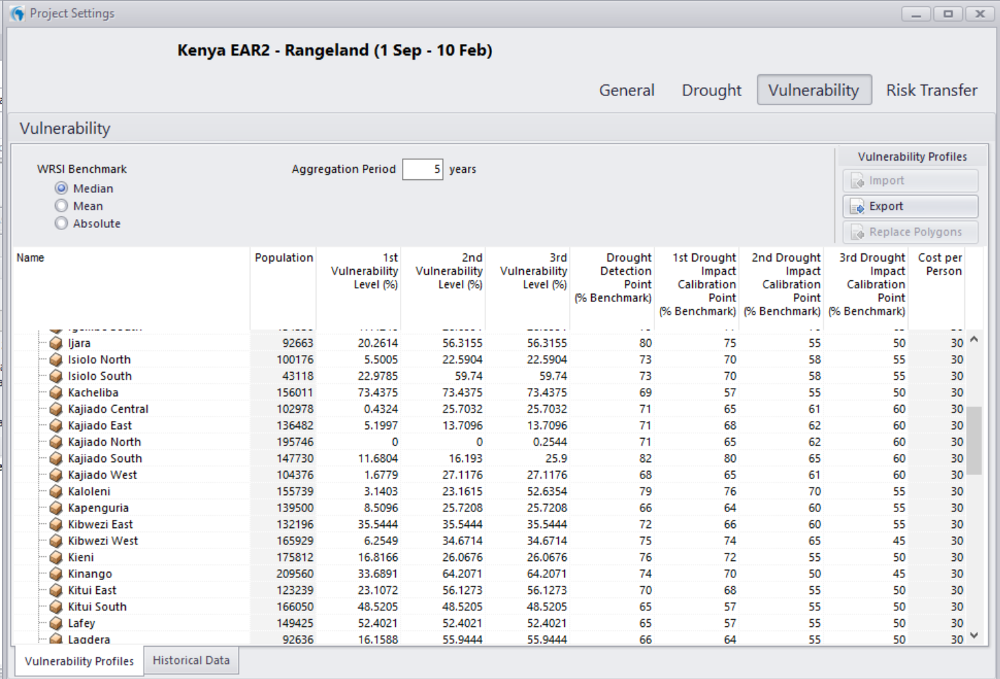 Project Settings
Kenya EAR2 - Rangeland (1 Sep - 10 Feb)
General Drought Vulnerability Risk Transfer
Vulnerability
WRSI Benchmark
Median
Mean
Absolute
Aggregation Period 5 years
Vulnerability Profiles
Import
Export
Replace Polygons
Name Population 1st Vulnerability Level (%) 2nd Vulnerability Level (%) 3rd Vulnerability Level (%) Drought Detection Point (% Benchmark) 1st Drought Impact Calibration Point (% Benchmark) 2nd Drought Impact Calibration Point (% Benchmark) 3rd Drought Impact Calibration Point (% Benchmark) Cost per Person
Ijara 92663 20.2614 56.3155 56.3155 80 75 55 50 30
Isiolo North 100176 5.5005 22.5904 22.5904 73 70 58 55 30
Isiolo South 43118 22.9785 59.74 59.74 73 70 58 55 30
Kacheliba 156011 73.4375 73.4375 73.4375 69 57 55 50 30
Kajiado Central 102978 0.4324 25.7032 25.7032 71 65 61 60 30
Kajiado East 136482 5.1997 13.7096 13.7096 71 68 62 60 30
Kajiado North 195746 0 0 0.2544 71 65 62 60 30
Kajiado South 147730 11.6804 16.193 25.9 82 80 65 60 30
Kajiado West 104376 1.6779 27.1176 27.1176 68 65 61 60 30
Kaloleni 155739 3.1403 23.1615 52.6354 79 76 70 55 30
Kapenguria 139500 8.5096 25.7208 25.7208 66 64 60 55 30
Kibwezi East 132196 35.5444 35.5444 35.5444 72 66 60 55 30
Kibwezi West 165929 6.2549 34.6714 34.6714 75 74 65 45 30
Kieni 175812 16.8166 26.0676 26.0676 76 72 55 50 30
Kinango 209560 33.6891 64.2071 64.2071 74 70 50 45 30
Kitui East 123239 23.1072 56.1273 56.1273 70 68 55 50 30
Kitui South 166050 48.5205 48.5205 48.5205 65 57 55 50 30
Lafey 149425 52.4021 52.4021 52.4021 65 57 55 50 30
Lagdera 92636 16.1588 55.9444 55.9444 66 64 55 50 30
Vulnerability Profiles Historical Data